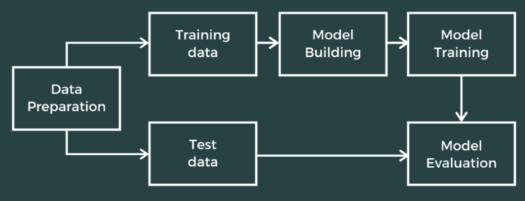 Training
data
Model
Building
Model
Training
Data
Preparation
Test
data
Model
Evaluation